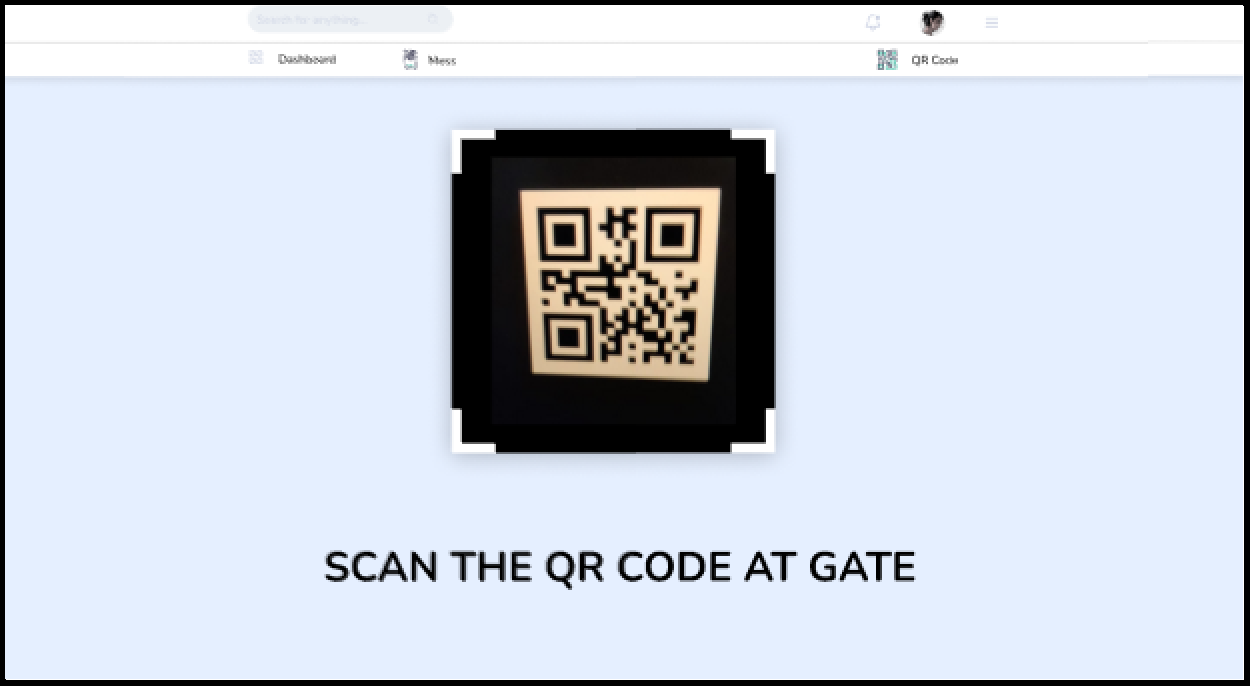 Search for anything...
Dashboard Mess QR Code
SCAN THE QR CODE AT GATE